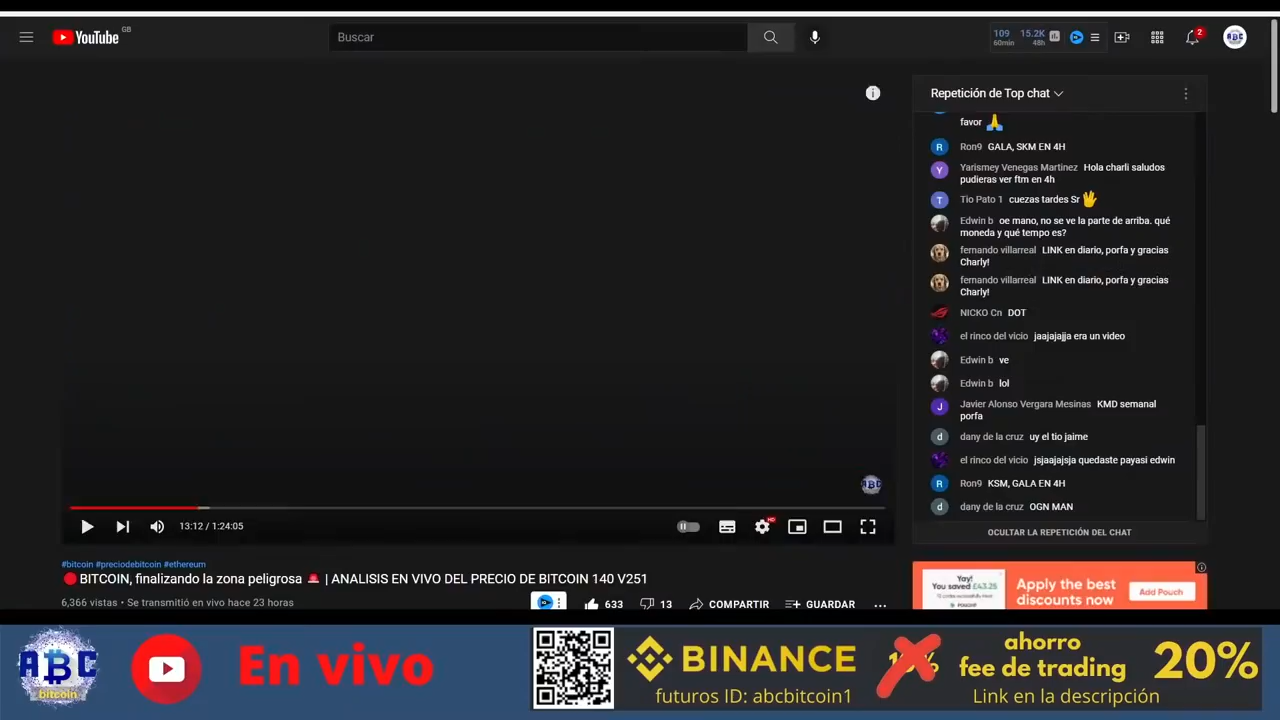 YouTube GB
Buscar
109
60min
15.2K
48h
2
Repetición de Top chat
favor
Ron9 GALA, SKM EN 4H
Yarismey Venegas Martinez Hola charli saludos
pudieras ver ftm en 4h
Tio Pato 1 cuezas tardes Sr
Edwin b oe mano, no se ve la parte de arriba. qué
moneda y qué tempo es?
fernando villarreal LINK en diario, porfa y gracias
Charly!
fernando villarreal LINK en diario, porfa y gracias
Charly!
NICKO Cn DOT
el rinco del vicio jaajajajja era un video
Edwin b ve
Edwin b lol
Javier Alonso Vergara Mesinas KMD semanal
porfa
dany de la cruz uy el tio jaime
el rinco del vicio jsjaajajsja quedaste payasi edwin
Ron9 KSM, GALA EN 4H
dany de la cruz OGN MAN
OCULTAR LA REPETICIÓN DEL CHAT
13:12 / 1:24:05
#bitcoin #preciodebitcoin #ethereum
BITCOIN, finalizando la zona peligrosa | ANALISIS EN VIVO DEL PRECIO DE BITCOIN 140 V251
6,366 vistas • Se transmitió en vivo hace 23 horas
633
13
COMPARTIR
GUARDAR
Yay!
You saved £43.25
Apply the best
discounts now
Add Pouch
ABC
bitcoin
En vivo
BINANCE
futuros ID: abcbitcoin1
ahorro
fee de trading
20%
Link en la descripción